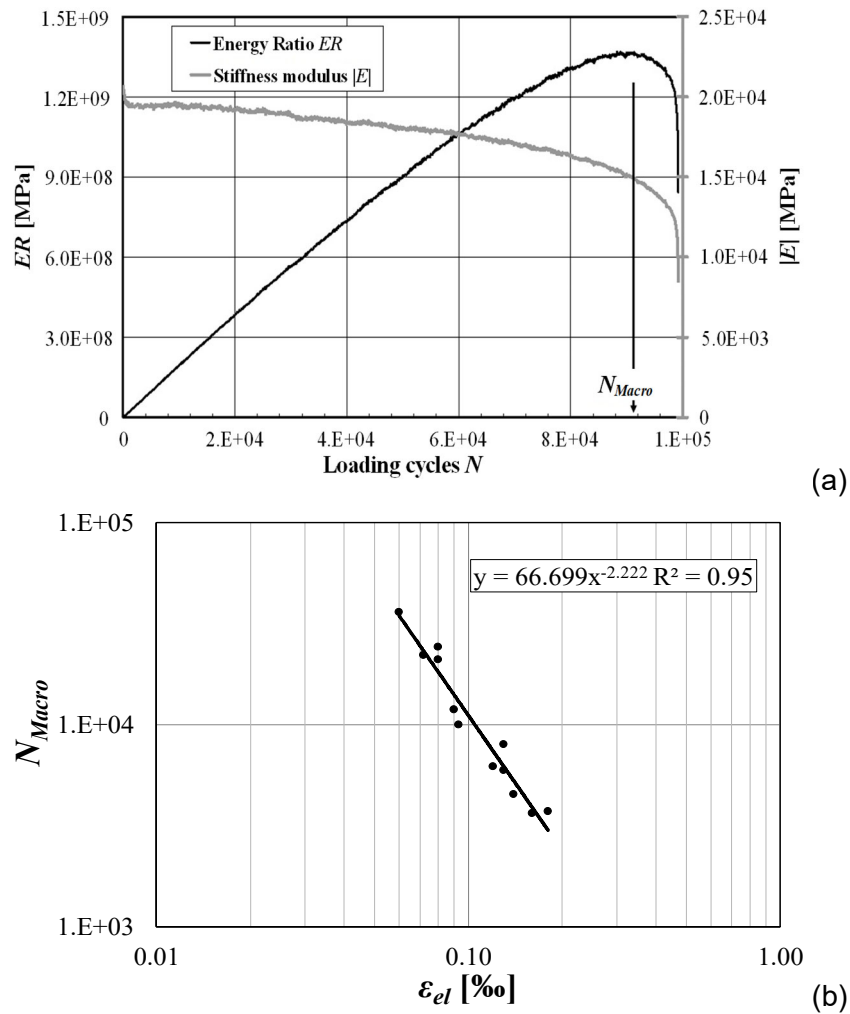 1.5E+09
1.2E+09
9.0E+08
6.0E+08
3.0E+08
0
ER [MPa]
Energy Ratio ER
Stiffness modulus |E|
2.5E+04
2.0E+04
1.5E+04
1.0E+04
5.0E+03
0
|E| [MPa]
N_Macro
0 2.E+04 4.E+04 6.E+04 8.E+04 1.E+05
Loading cycles N
(a)
1.E+05
1.E+04
1.E+03
N_Macro
y = 66.699x^-2.222 R² = 0.95
0.01 0.10 1.00
ε_el [‰]
(b)